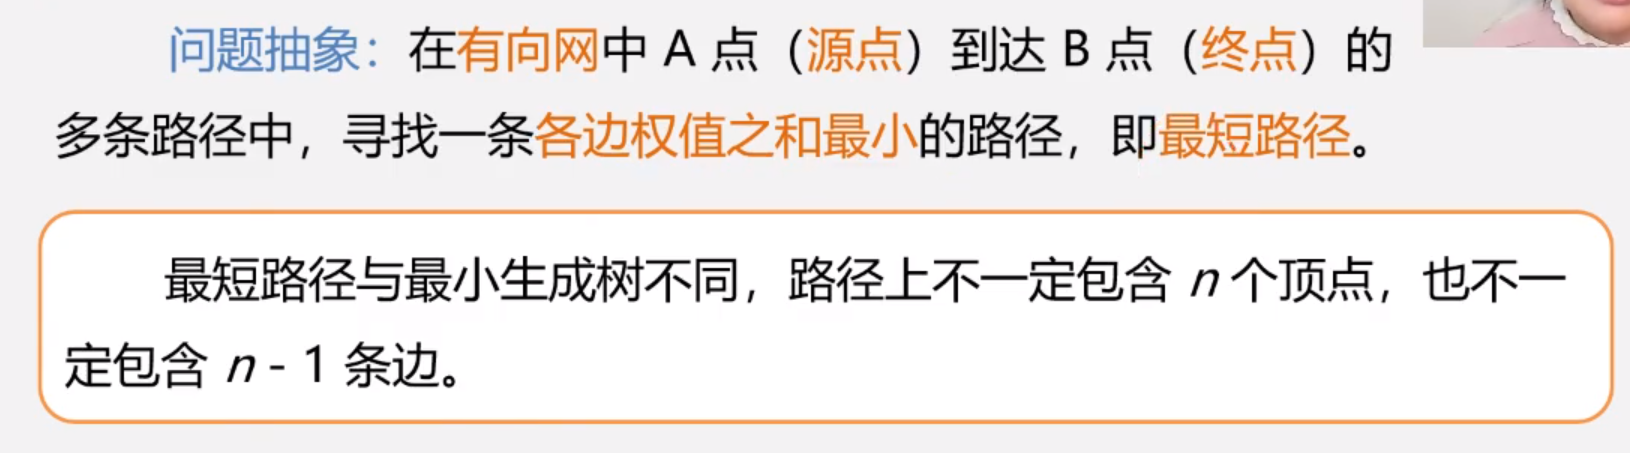 问题抽象：在有向网中 A 点（源点）到达 B 点（终点）的
多条路径中，寻找一条各边权值之和最小的路径，即最短路径。
最短路径与最小生成树不同，路径上不一定包含 n 个顶点，也不一
定包含 n - 1 条边。